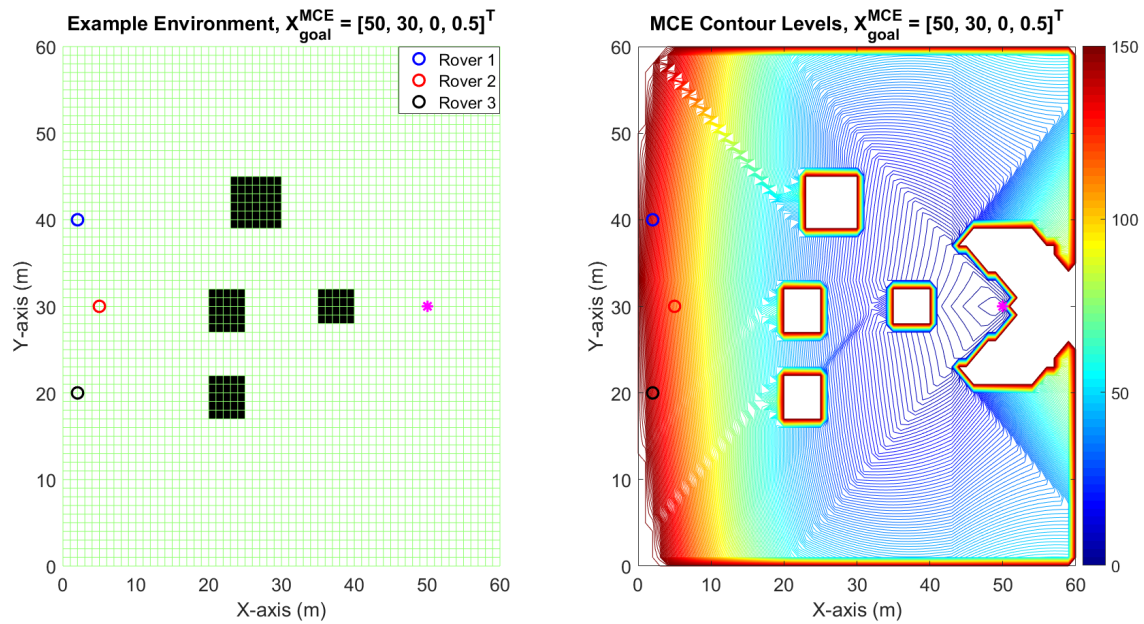 Example Environment, X^MCE_goal = [50, 30, 0, 0.5]^T
60
50
40
30
20
10
0
Y-axis (m)
Rover 1
Rover 2
Rover 3
0 10 20 30 40 50 60
X-axis (m)
MCE Contour Levels, X^MCE_goal = [50, 30, 0, 0.5]^T
60
50
40
30
20
10
0
Y-axis (m)
0 10 20 30 40 50 60
X-axis (m)
150
100
50
0